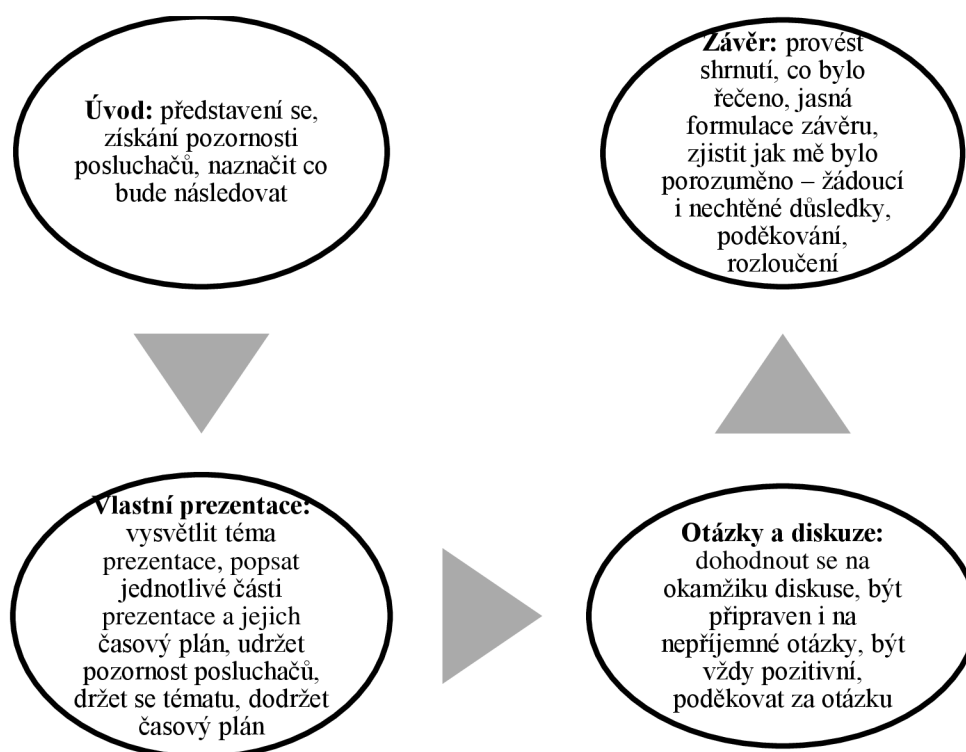 Úvod: představení se,
získání pozornosti
posluchačů, naznačit co
bude následovat
Vlastní prezentace:
vysvětlit téma
prezentace, popsat
jednotlivé části
prezentace a jejich
časový plán, udržet
pozornost posluchačů,
držet se tématu, dodržet
časový plán
Otázky a diskuze:
dohodnout se na
okamžiku diskuse, být
připraven i na
nepříjemné otázky, být
vždy pozitivní,
poděkovat za otázku
Závěr: provést
shrnutí, co bylo
řečeno, jasná
formulace závěru,
zjistit jak mě bylo
porozuměno – žádoucí
i nechtěné důsledky,
poděkování,
rozloučení